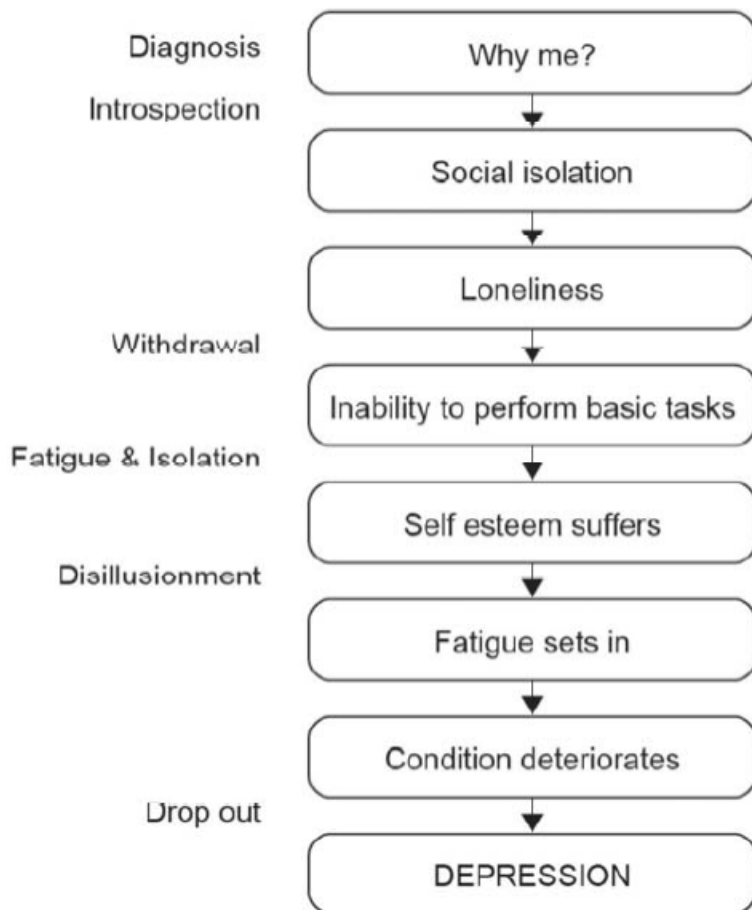 Diagnosis
Why me?
Introspection
Social isolation
Loneliness
Withdrawal
Inability to perform basic tasks
Fatigue & Isolation
Self esteem suffers
Disillusionment
Fatigue sets in
Condition deteriorates
Drop out
DEPRESSION